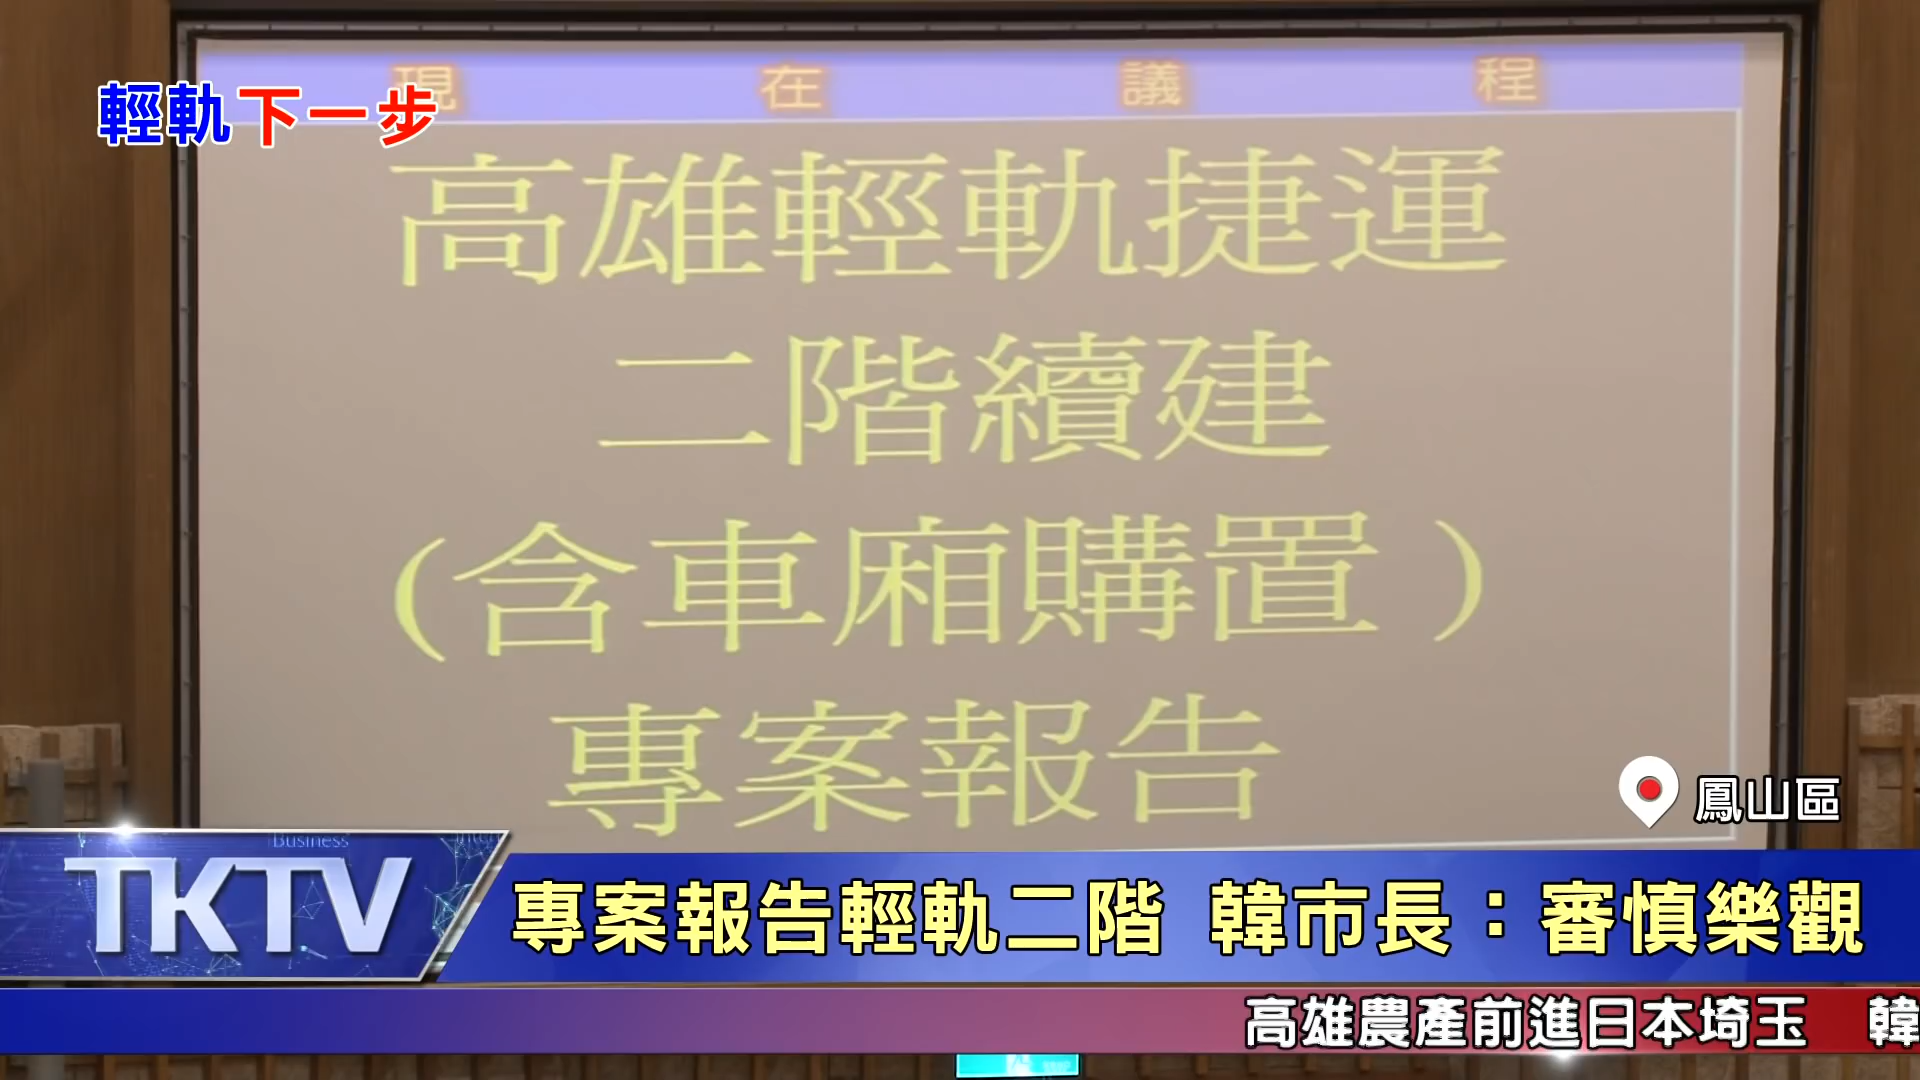 現在議程
輕軌下一步
高雄輕軌捷運
二階續建
(含車廂購置)
專案報告
鳳山區
Business
TKTV
專案報告輕軌二階 韓市長：審慎樂觀
高雄農產前進日本埼玉 韓